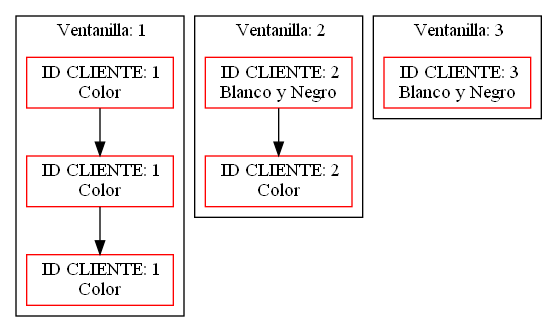 Ventanilla: 1
ID CLIENTE: 1
Color
ID CLIENTE: 1
Color
ID CLIENTE: 1
Color
Ventanilla: 2
ID CLIENTE: 2
Blanco y Negro
ID CLIENTE: 2
Color
Ventanilla: 3
ID CLIENTE: 3
Blanco y Negro